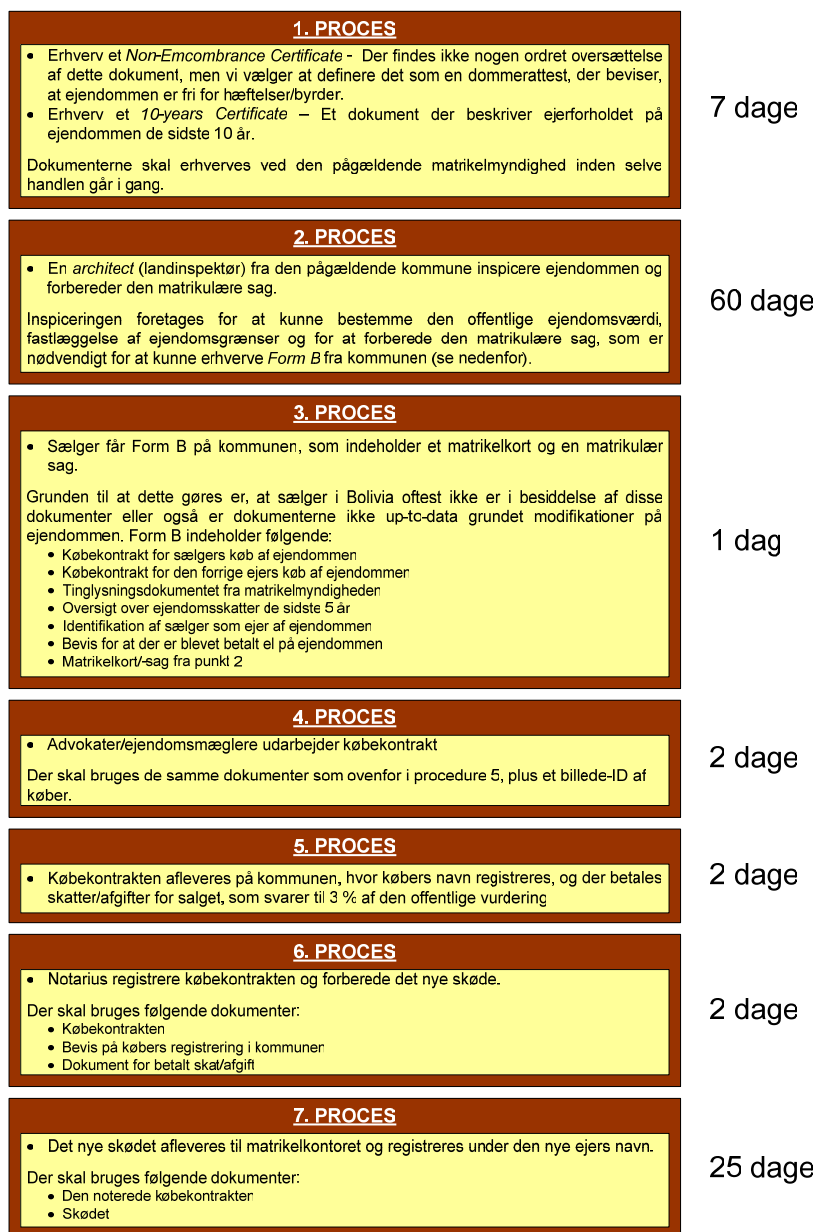 1. PROCES
• Erhverv et Non-Emcombrance Certificate - Der findes ikke nogen ordret oversættelse
af dette dokument, men vi vælger at definere det som en dommerattest, der beviser,
at ejendommen er fri for hæftelser/byrder.
• Erhverv et 10-years Certificate – Et dokument der beskriver ejerforholdet på
ejendommen de sidste 10 år.
Dokumenterne skal erhverves ved den pågældende matrikelmyndighed inden selve
handlen går i gang.
7 dage
2. PROCES
• En architect (landinspektør) fra den pågældende kommune inspicere ejendommen og
forbereder den matrikulære sag.
Inspiceringen foretages for at kunne bestemme den offentlige ejendomsværdi,
fastlæggelse af ejendomsgrænser og for at forberede den matrikulære sag, som er
nødvendigt for at kunne erhverve Form B fra kommunen (se nedenfor).
60 dage
3. PROCES
• Sælger får Form B på kommunen, som indeholder et matrikelkort og en matrikulær
sag.
Grunden til at dette gøres er, at sælger i Bolivia oftest ikke er i besiddelse af disse
dokumenter eller også er dokumenterne ikke up-to-data grundet modifikationer på
ejendommen. Form B indeholder følgende:
• Købekontrakt for sælgers køb af ejendommen
• Købekontrakt for den forrige ejers køb af ejendommen
• Tinglysningsdokumentet fra matrikelmyndigheden
• Oversigt over ejendomsskatter de sidste 5 år
• Identifikation af sælger som ejer af ejendommen
• Bevis for at der er blevet betalt el på ejendommen
• Matrikelkort/-sag fra punkt 2
1 dag
4. PROCES
• Advokater/ejendomsmæglere udarbejder købekontrakt
Der skal bruges de samme dokumenter som ovenfor i procedure 5, plus et billede-ID af
køber.
2 dage
5. PROCES
• Købekontrakten afleveres på kommunen, hvor købers navn registreres, og der betales
skatter/afgifter for salget, som svarer til 3 % af den offentlige vurdering
2 dage
6. PROCES
• Notarius registrere købekontrakten og forberede det nye skøde.
Der skal bruges følgende dokumenter:
• Købekontrakten
• Bevis på købers registrering i kommunen
• Dokument for betalt skat/afgift
2 dage
7. PROCES
• Det nye skødet afleveres til matrikelkontoret og registreres under den nye ejers navn.
Der skal bruges følgende dokumenter:
• Den noterede købekontrakten
• Skødet
25 dage